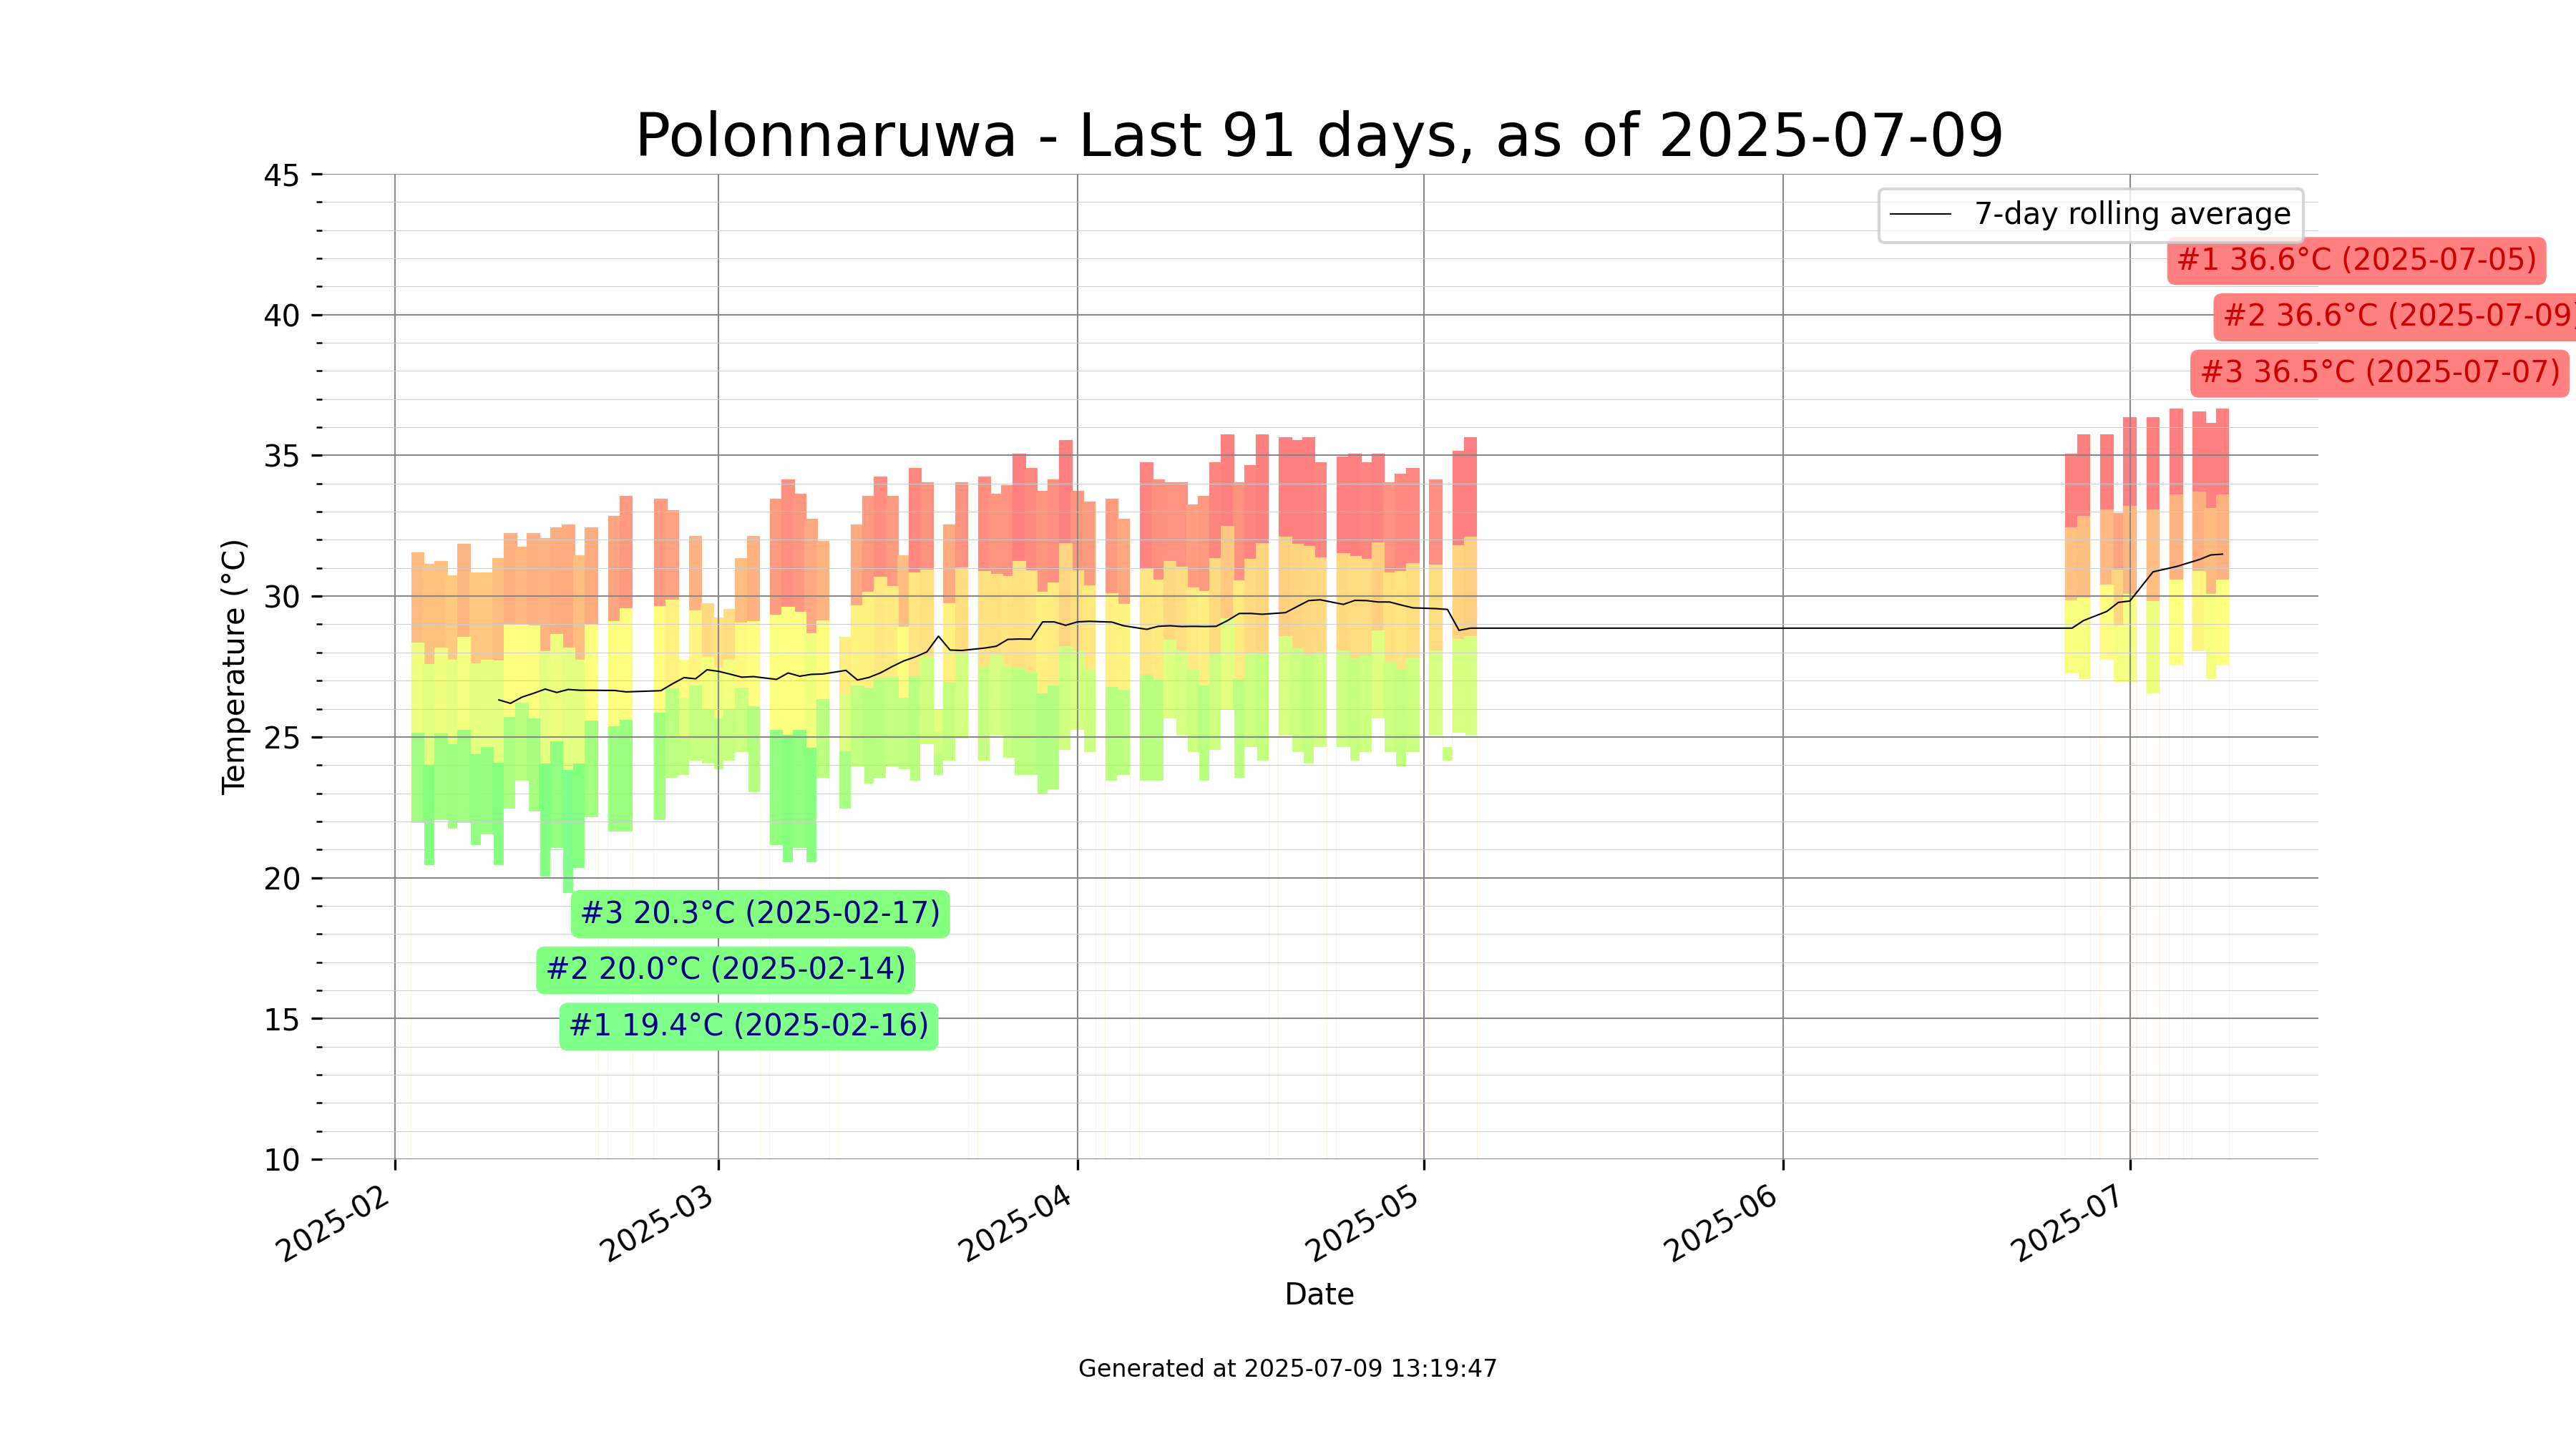 Polonnaruwa - Last 91 days, as of 2025-07-09
7-day rolling average
#1 36.6°C (2025-07-05)
#2 36.6°C (2025-07-09)
#3 36.5°C (2025-07-07)
45
40
35
30
25
20
15
10
Temperature (°C)
#3 20.3°C (2025-02-17)
#2 20.0°C (2025-02-14)
#1 19.4°C (2025-02-16)
2025-02
2025-03
2025-04
2025-05
2025-06
2025-07
Date
Generated at 2025-07-09 13:19:47